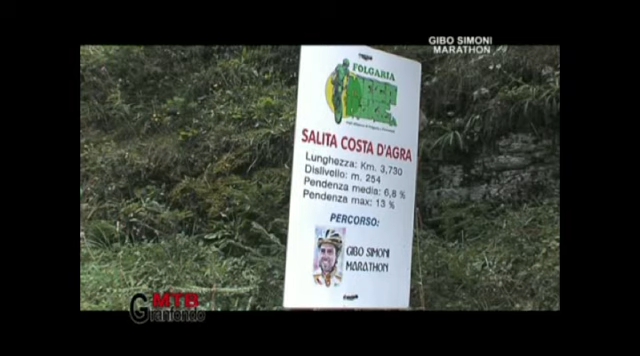 GIBO SIMONI
MARATHON
FOLGARIA
SALITA COSTA D'AGRA
Lunghezza: Km. 3,730
Dislivello: m. 254
Pendenza media: 6,8 %
Pendenza max: 13 %
PERCORSO:
GIBO SIMONI
MARATHON
MTB
Granfondo